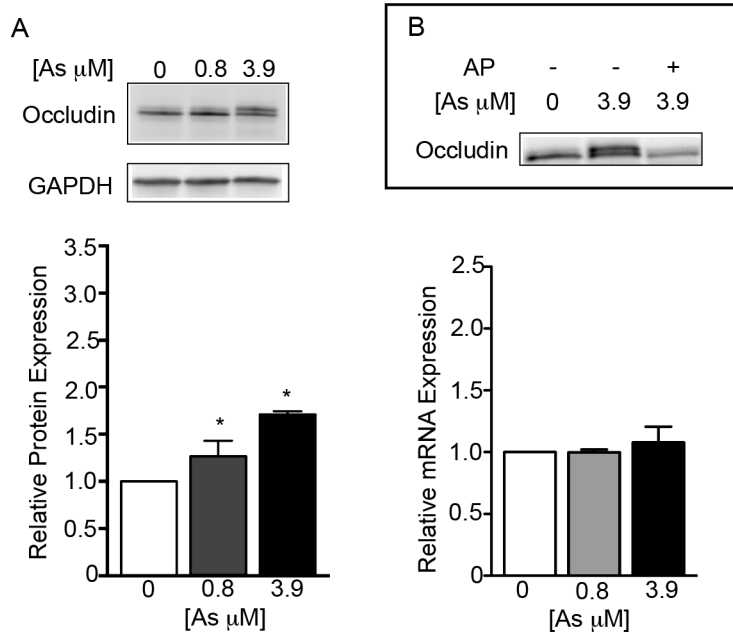 A
[As μM] 0 0.8 3.9
Occludin
GAPDH
B
AP - - +
[As μM] 0 3.9 3.9
Occludin
Relative Protein Expression
3.5
3.0
2.5
2.0
1.5
1.0
0.5
0
* *
0 0.8 3.9
[As μM]
Relative mRNA Expression
2.5
2.0
1.5
1.0
0.5
0
0 0.8 3.9
[As μM]